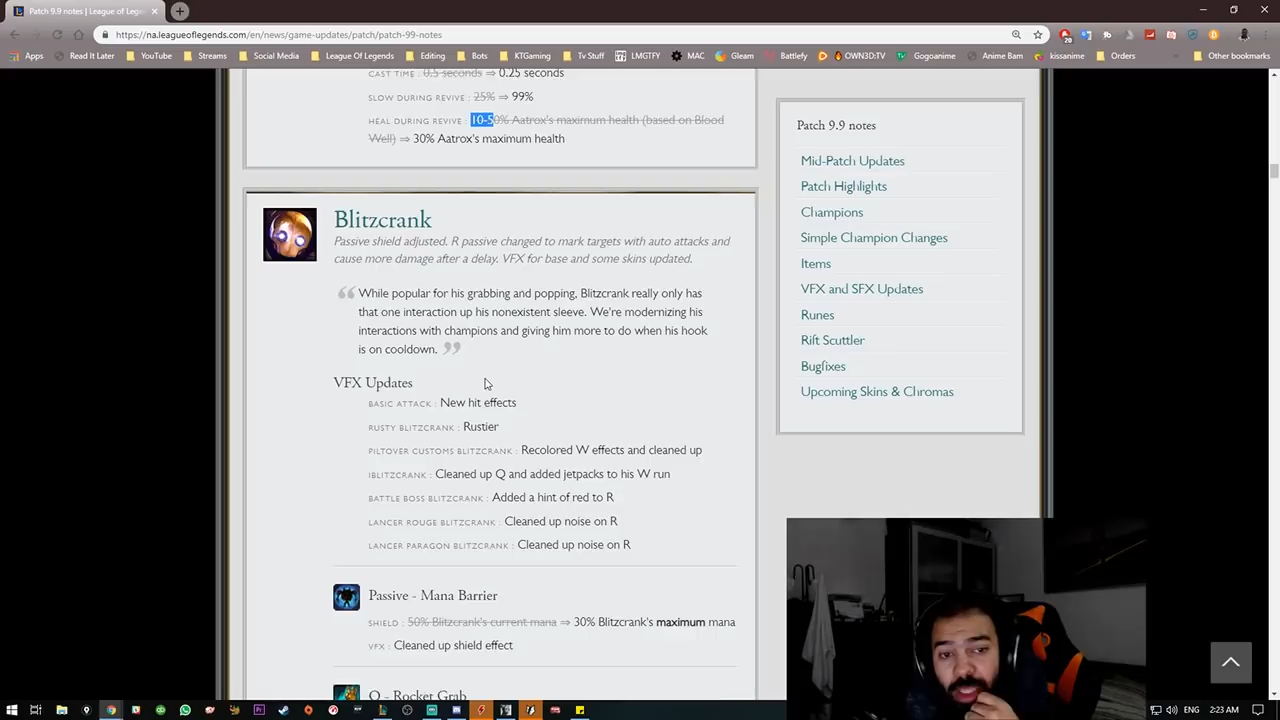 Patch 9.9 notes | League of Lege
https://na.leagueoflegends.com/en/news/game-updates/patch/patch-99-notes
Apps Read It Later YouTube Streams Social Media League Of Legends Editing Bots KTGaming Tv Stuff LMGTFY MAC Gleam Battlefy OWN3D:TV Gogoanime Anime Bam kissanime Orders Other bookmarks
CAST TIME : 0.5 seconds ⇒ 0.25 seconds
SLOW DURING REVIVE : 25% ⇒ 99%
HEAL DURING REVIVE : 10-50% Aatrox's maximum health (based on Blood
Well) ⇒ 30% Aatrox's maximum health
Blitzcrank
Passive shield adjusted. R passive changed to mark targets with auto attacks and
cause more damage after a delay. VFX for base and some skins updated.
While popular for his grabbing and popping, Blitzcrank really only has
that one interaction up his nonexistent sleeve. We're modernizing his
interactions with champions and giving him more to do when his hook
is on cooldown.
VFX Updates
BASIC ATTACK : New hit effects
RUSTY BLITZCRANK : Rustier
PILTOVER CUSTOMS BLITZCRANK : Recolored W effects and cleaned up
IBLITZCRANK : Cleaned up Q and added jetpacks to his W run
BATTLE BOSS BLITZCRANK : Added a hint of red to R
LANCER ROUGE BLITZCRANK : Cleaned up noise on R
LANCER PARAGON BLITZCRANK : Cleaned up noise on R
Passive - Mana Barrier
SHIELD : 50% Blitzcrank's current mana ⇒ 30% Blitzcrank's maximum mana
VFX : Cleaned up shield effect
Q - Rocket Grab
Patch 9.9 notes
Mid-Patch Updates
Patch Highlights
Champions
Simple Champion Changes
Items
VFX and SFX Updates
Runes
Rift Scuttler
Bugfixes
Upcoming Skins & Chromas
ENG 2:23 AM